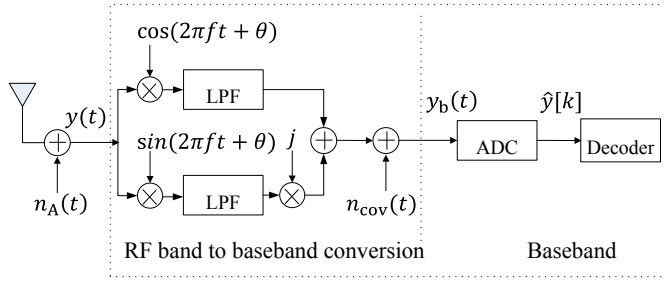 cos(2πft + θ)
LPF
y(t)
y_b(t)
ŷ[k]
sin(2πft + θ)
j
ADC
Decoder
n_A(t)
LPF
n_cov(t)
RF band to baseband conversion
Baseband